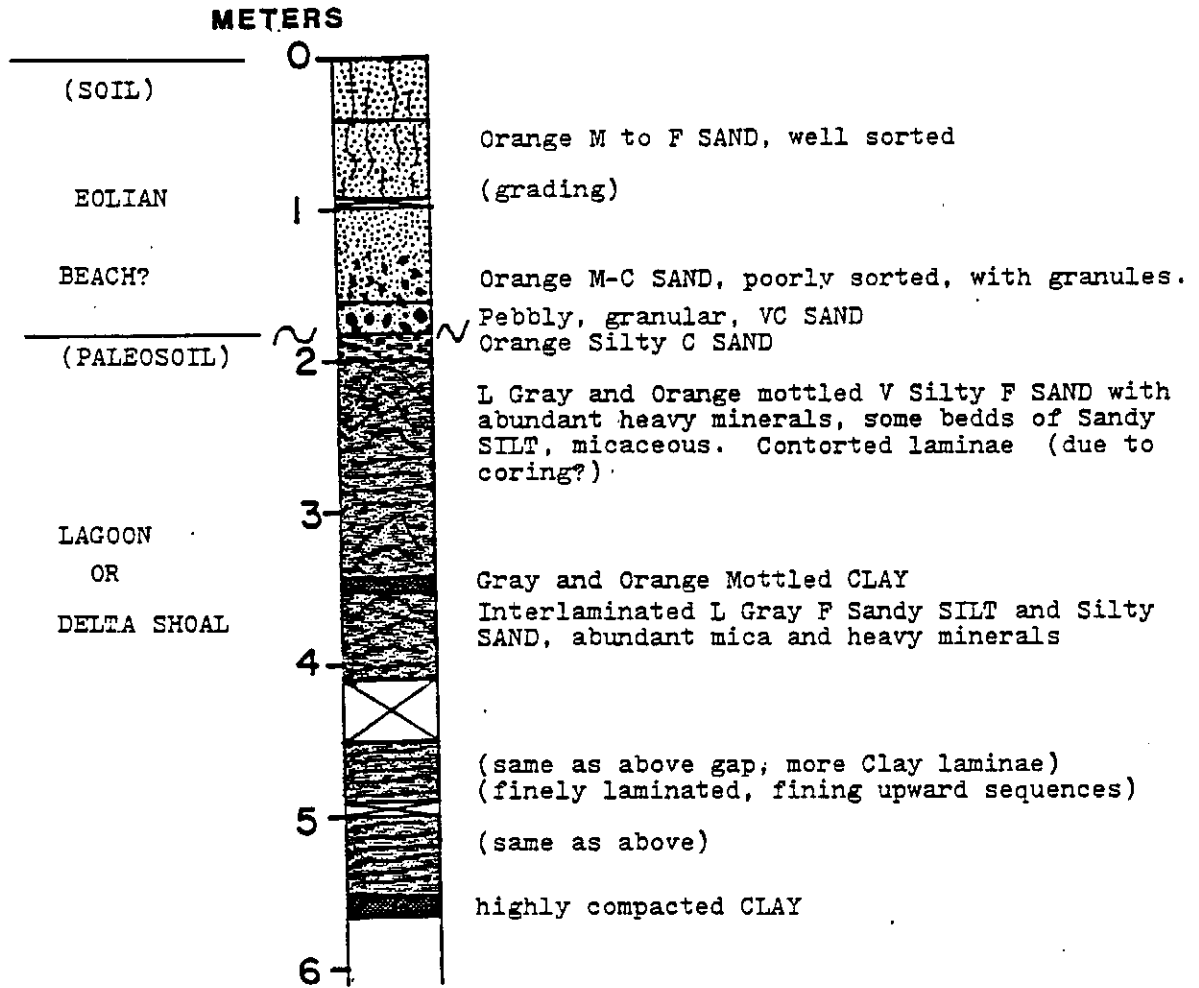 METERS
0
(SOIL)
Orange M to F SAND, well sorted
(grading)
EOLIAN
1
BEACH?
Orange M-C SAND, poorly sorted, with granules.
Pebbly, granular, VC SAND
Orange Silty C SAND
(PALEOSOIL)
2
L Gray and Orange mottled V Silty F SAND with
abundant heavy minerals, some bedds of Sandy
SILT, micaceous. Contorted laminae (due to
coring?)
3
LAGOON
OR
DELTA SHOAL
Gray and Orange Mottled CLAY
Interlaminated L Gray F Sandy SILT and Silty
SAND, abundant mica and heavy minerals
4
(same as above gap, more Clay laminae)
(finely laminated, fining upward sequences)
5
(same as above)
highly compacted CLAY
6